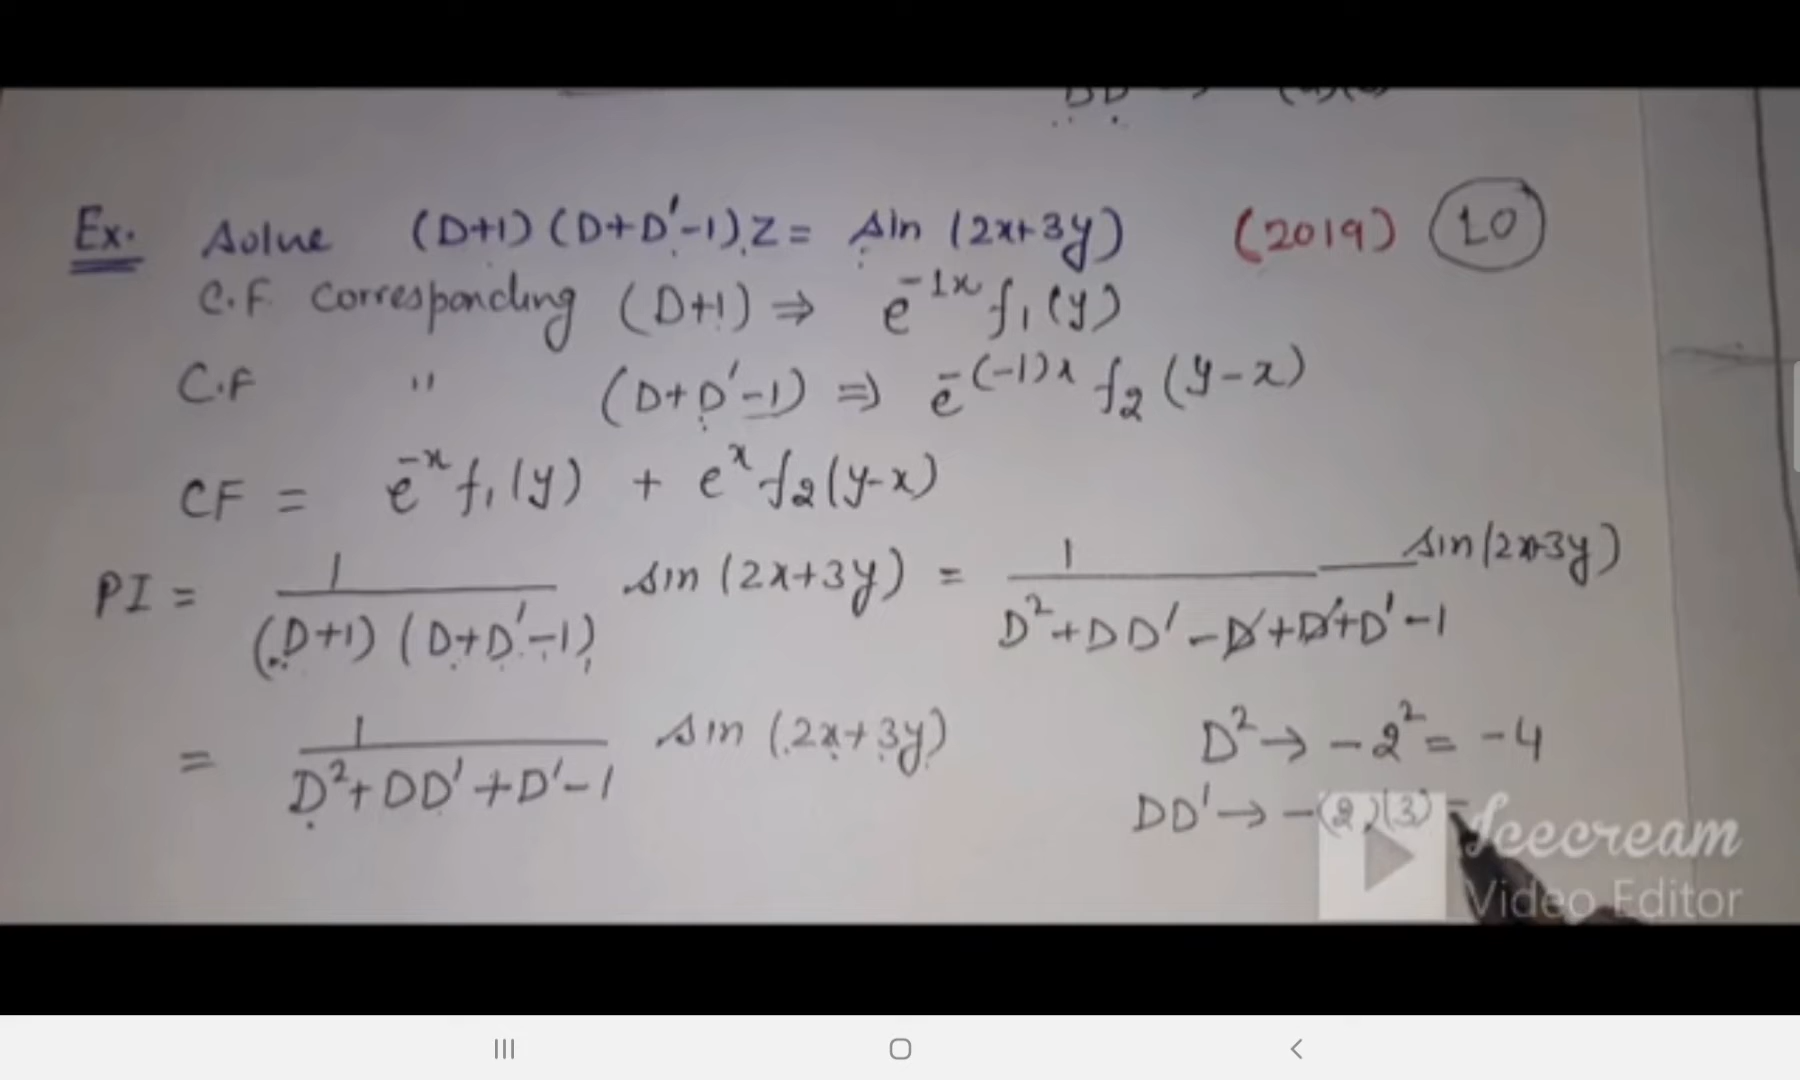 Ex. Solve (D+1) (D+D'-1) Z = sin (2x+3y) (2019) 10
C.F. Corresponding (D+1) ⇒ e^{-1x} f₁(y)
C.F " (D+D'-1) ⇒ e^{-(-1)x} f₂(y-x)
CF = e^{-x} f₁(y) + e^{x} f₂(y-x)
PI = 1/((D+1) (D+D'-1)) sin (2x+3y) = 1/(D²+DD'-D+D+D'-1) sin(2x+3y)
= 1/(D²+DD'+D'-1) sin (2x+3y) D² → -2² = -4
DD' → -(2)(3) =
Icecream
Video Editor